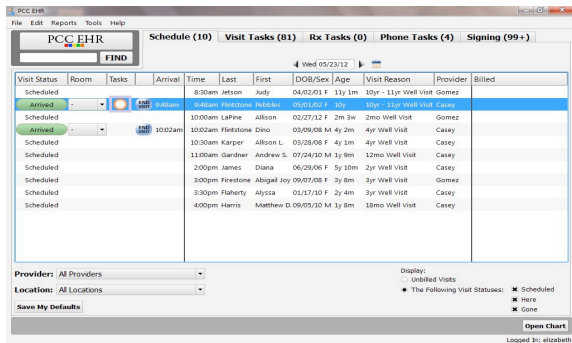 PCC EHR
File Edit Reports Tools Help
PCC EHR
FIND
Schedule (10) Visit Tasks (81) Rx Tasks (0) Phone Tasks (4) Signing (99+)
Wed 05/23/12
Visit Status Room Tasks Arrival Time Last First DOB/Sex Age Visit Reason Provider Billed
Scheduled 8:30am Jetson Judy 04/02/01 F 11y 1m 10yr - 11yr Well Visit Gomez
Arrived - END VISIT 9:48am 9:48am Flintstone Pebbles 05/01/02 F 10y 10yr - 11yr Well Visit Casey
Scheduled 10:00am LaPine Allison 02/27/12 F 2m 3w 2mo Well Visit Gomez
Arrived - END VISIT 10:02am 10:02am Flintstone Dino 03/09/08 M 4y 2m 4yr Well Visit Casey
Scheduled 10:30am Karper Allison L. 03/28/08 F 4y 1m 4yr Well Visit Casey
Scheduled 11:00am Gardner Andrew S. 07/24/10 M 1y 9m 12mo Well Visit Casey
Scheduled 2:00pm James Diana 06/29/06 F 5y 10m 2yr Well Visit Casey
Scheduled 3:00pm Firestone Abigail Joy 09/07/08 F 3y 8m 3yr Well Visit Gomez
Scheduled 3:30pm Flaherty Alyssa 01/17/10 F 2y 4m 3yr Well Visit Casey
Scheduled 4:00pm Harris Matthew D. 09/05/10 M 1y 8m 18mo Well Visit Casey
Provider: All Providers
Location: All Locations
Save My Defaults
Display:
Unbilled Visits
The Following Visit Statuses:
Scheduled
Here
Gone
Open Chart
Logged In: elizabeth